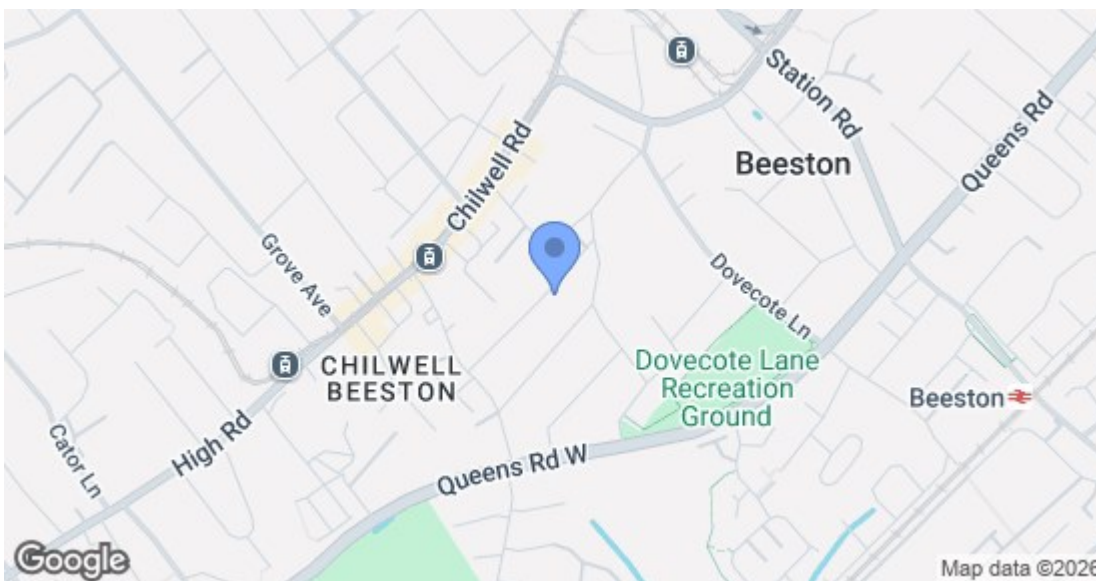 Station Rd
Queens Rd
Beeston
Chilwell Rd
Grove Ave
Dovecote Ln
CHILWELL
BEESTON
Dovecote Lane
Recreation
Ground
Beeston
High Rd
Cator Ln
Queens Rd W
Google
Map data ©2026